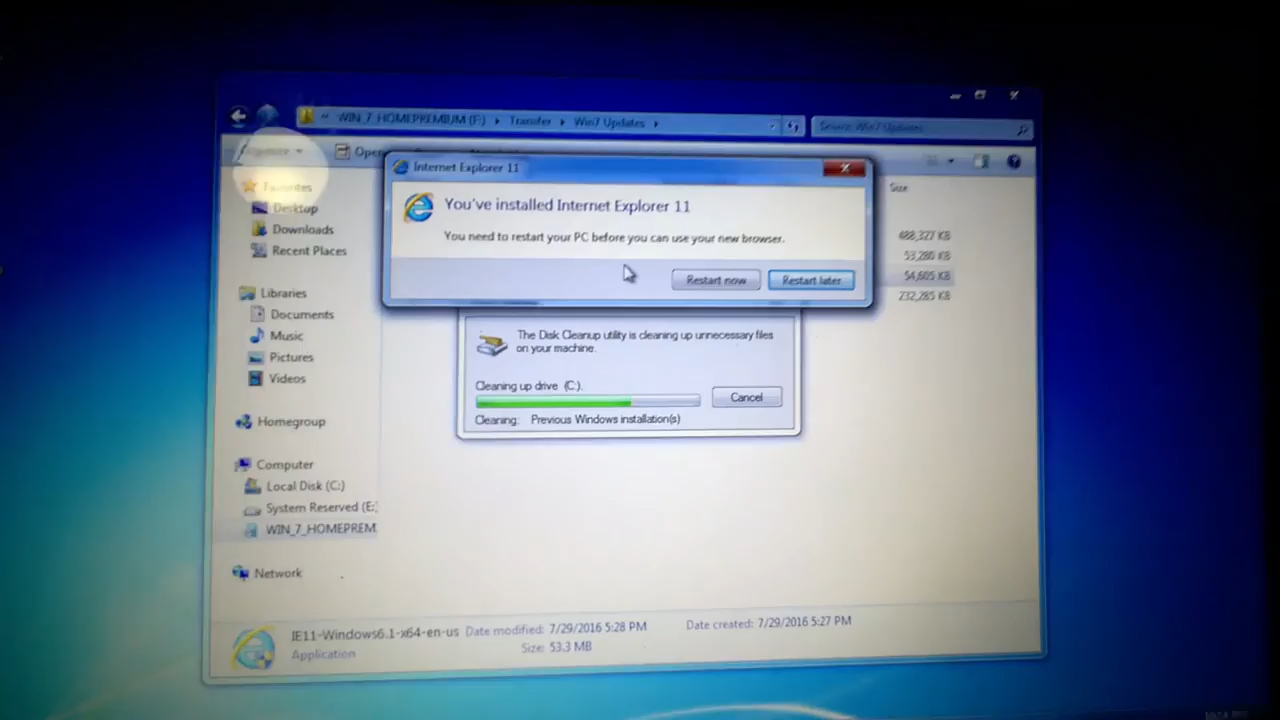 WIN_7_HOMEPREMIUM (F:) Transfer Win7 Updates
Open
Internet Explorer 11
You've installed Internet Explorer 11
You need to restart your PC before you can use your new browser.
Restart now Restart later
Size
488,327 KB
53,280 KB
54,605 KB
232,285 KB
Favorites
Desktop
Downloads
Recent Places
Libraries
Documents
Music
Pictures
Videos
Homegroup
Computer
Local Disk (C:)
System Reserved (E:
WIN_7_HOMEPREM
Network
The Disk Cleanup utility is cleaning up unnecessary files
on your machine.
Cleaning up drive (C:).
Cancel
Cleaning: Previous Windows installation(s)
IE11-Windows6.1-x64-en-us Date modified: 7/29/2016 5:28 PM Date created: 7/29/2016 5:27 PM
Application Size: 53.3 MB